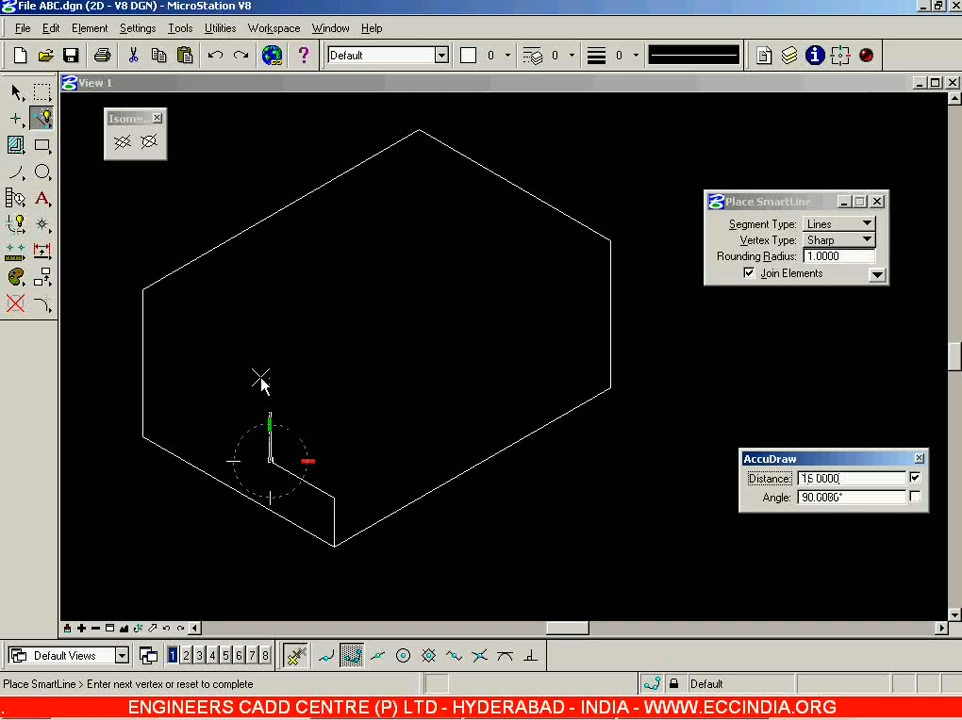 File ABC.dgn (2D - V8 DGN) - MicroStation V8
File Edit Element Settings Tools Utilities Workspace Window Help
Default 0 0 0
View 1
Isome...
Place SmartLine
Segment Type: Lines
Vertex Type: Sharp
Rounding Radius: 1.0000
Join Elements
AccuDraw
Distance: 15.0000
Angle: 90.0080°
Default Views 1 2 3 4 5 6 7 8
Place SmartLine > Enter next vertex or reset to complete
Default
ENGINEERS CADD CENTRE (P) LTD - HYDERABAD - INDIA - WWW.ECCINDIA.ORG